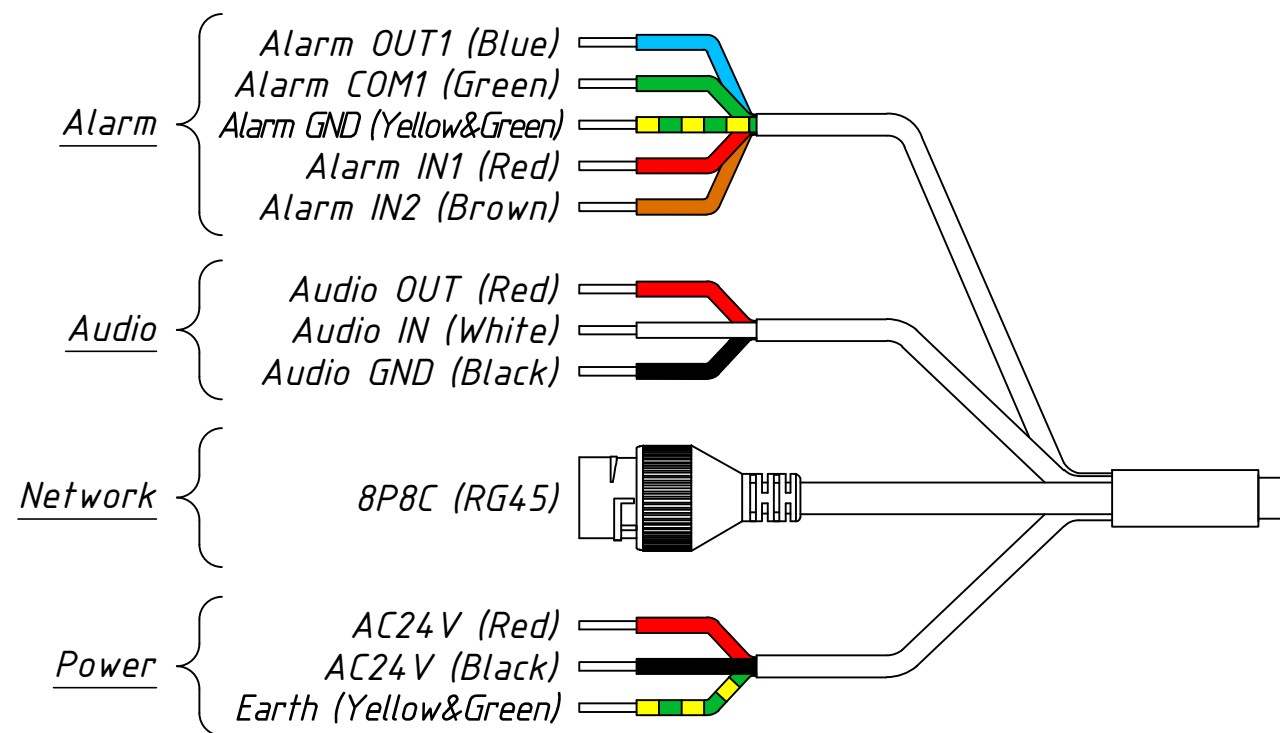 Alarm
Alarm OUT1 (Blue)
Alarm COM1 (Green)
Alarm GND (Yellow&Green)
Alarm IN1 (Red)
Alarm IN2 (Brown)
Audio
Audio OUT (Red)
Audio IN (White)
Audio GND (Black)
Network
8P8C (RG45)
Power
AC24V (Red)
AC24V (Black)
Earth (Yellow&Green)